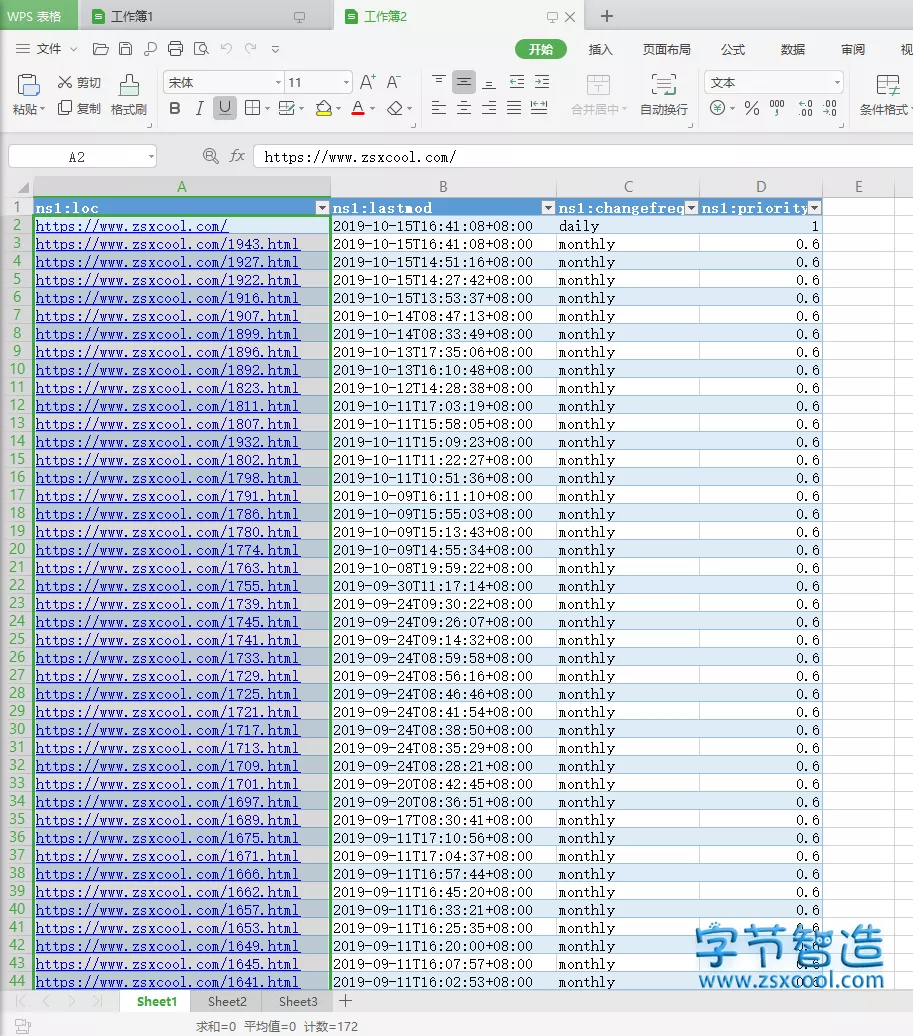 WPS 表格 工作簿1 工作簿2
文件 开始 插入 页面布局 公式 数据 审阅 视
粘贴 剪切 复制 格式刷 宋体 11 A+ A- B I U A 合并居中 自动换行 文本 条件格式
A2 fx https://www.zsxcool.com/
A B C D E
1 ns1:loc ns1:lastmod ns1:changefreq ns1:priority
2 https://www.zsxcool.com/ 2019-10-15T16:41:08+08:00 daily 1
3 https://www.zsxcool.com/1943.html 2019-10-15T16:41:08+08:00 monthly 0.6
4 https://www.zsxcool.com/1927.html 2019-10-15T14:51:16+08:00 monthly 0.6
5 https://www.zsxcool.com/1922.html 2019-10-15T14:27:42+08:00 monthly 0.6
6 https://www.zsxcool.com/1916.html 2019-10-15T13:53:37+08:00 monthly 0.6
7 https://www.zsxcool.com/1907.html 2019-10-14T08:47:13+08:00 monthly 0.6
8 https://www.zsxcool.com/1899.html 2019-10-14T08:33:49+08:00 monthly 0.6
9 https://www.zsxcool.com/1896.html 2019-10-13T17:35:06+08:00 monthly 0.6
10 https://www.zsxcool.com/1892.html 2019-10-13T16:10:48+08:00 monthly 0.6
11 https://www.zsxcool.com/1823.html 2019-10-12T14:28:38+08:00 monthly 0.6
12 https://www.zsxcool.com/1811.html 2019-10-11T17:03:19+08:00 monthly 0.6
13 https://www.zsxcool.com/1807.html 2019-10-11T15:58:05+08:00 monthly 0.6
14 https://www.zsxcool.com/1932.html 2019-10-11T15:09:23+08:00 monthly 0.6
15 https://www.zsxcool.com/1802.html 2019-10-11T11:22:27+08:00 monthly 0.6
16 https://www.zsxcool.com/1798.html 2019-10-11T10:51:36+08:00 monthly 0.6
17 https://www.zsxcool.com/1791.html 2019-10-09T16:11:10+08:00 monthly 0.6
18 https://www.zsxcool.com/1786.html 2019-10-09T15:55:03+08:00 monthly 0.6
19 https://www.zsxcool.com/1780.html 2019-10-09T15:13:43+08:00 monthly 0.6
20 https://www.zsxcool.com/1774.html 2019-10-09T14:55:34+08:00 monthly 0.6
21 https://www.zsxcool.com/1763.html 2019-10-08T19:59:22+08:00 monthly 0.6
22 https://www.zsxcool.com/1755.html 2019-09-30T11:17:14+08:00 monthly 0.6
23 https://www.zsxcool.com/1739.html 2019-09-24T09:30:22+08:00 monthly 0.6
24 https://www.zsxcool.com/1745.html 2019-09-24T09:26:07+08:00 monthly 0.6
25 https://www.zsxcool.com/1741.html 2019-09-24T09:14:32+08:00 monthly 0.6
26 https://www.zsxcool.com/1733.html 2019-09-24T08:59:58+08:00 monthly 0.6
27 https://www.zsxcool.com/1729.html 2019-09-24T08:56:16+08:00 monthly 0.6
28 https://www.zsxcool.com/1725.html 2019-09-24T08:46:46+08:00 monthly 0.6
29 https://www.zsxcool.com/1721.html 2019-09-24T08:41:54+08:00 monthly 0.6
30 https://www.zsxcool.com/1717.html 2019-09-24T08:38:50+08:00 monthly 0.6
31 https://www.zsxcool.com/1713.html 2019-09-24T08:35:29+08:00 monthly 0.6
32 https://www.zsxcool.com/1709.html 2019-09-24T08:28:21+08:00 monthly 0.6
33 https://www.zsxcool.com/1701.html 2019-09-20T08:42:45+08:00 monthly 0.6
34 https://www.zsxcool.com/1697.html 2019-09-20T08:36:51+08:00 monthly 0.6
35 https://www.zsxcool.com/1689.html 2019-09-17T08:30:41+08:00 monthly 0.6
36 https://www.zsxcool.com/1675.html 2019-09-11T17:10:56+08:00 monthly 0.6
37 https://www.zsxcool.com/1671.html 2019-09-11T17:04:37+08:00 monthly 0.6
38 https://www.zsxcool.com/1666.html 2019-09-11T16:57:44+08:00 monthly 0.6
39 https://www.zsxcool.com/1662.html 2019-09-11T16:45:20+08:00 monthly 0.6
40 https://www.zsxcool.com/1657.html 2019-09-11T16:33:21+08:00 monthly 0.6
41 https://www.zsxcool.com/1653.html 2019-09-11T16:25:35+08:00 monthly 0.6
42 https://www.zsxcool.com/1649.html 2019-09-11T16:20:00+08:00 monthly 0.6
43 https://www.zsxcool.com/1645.html 2019-09-11T16:07:57+08:00 monthly 0.6
44 https://www.zsxcool.com/1641.html 2019-09-11T16:02:53+08:00 monthly 0.6
字节智造
www.zsxcool.com
Sheet1 Sheet2 Sheet3
求和=0 平均值=0 计数=172